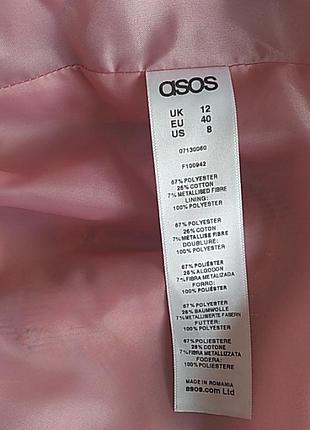 asos
UK 12
EU 40
US 8
07130060
F100942
67% POLYESTER
26% COTTON
7% METALLISED FIBRE
LINING:
100% POLYESTER
67% POLYESTER
26% COTON
7% METALLISE FIBRE
DOUBLURE:
100% POLYESTER
67% POLIÉSTER
26% ALGODON
7% FIBRA METALIZADA
FORRO:
100% POLIÉSTER
67% POLYESTER
26% BAUMWOLLE
7% METALLISIERTE FASERN
FUTTER:
100% POLYESTER
67% POLIESTERE
26% COTONE
7% FIBRA METALLIZZATA
FODERA:
100% POLIESTERE
MADE IN ROMANIA
asos.com Ltd